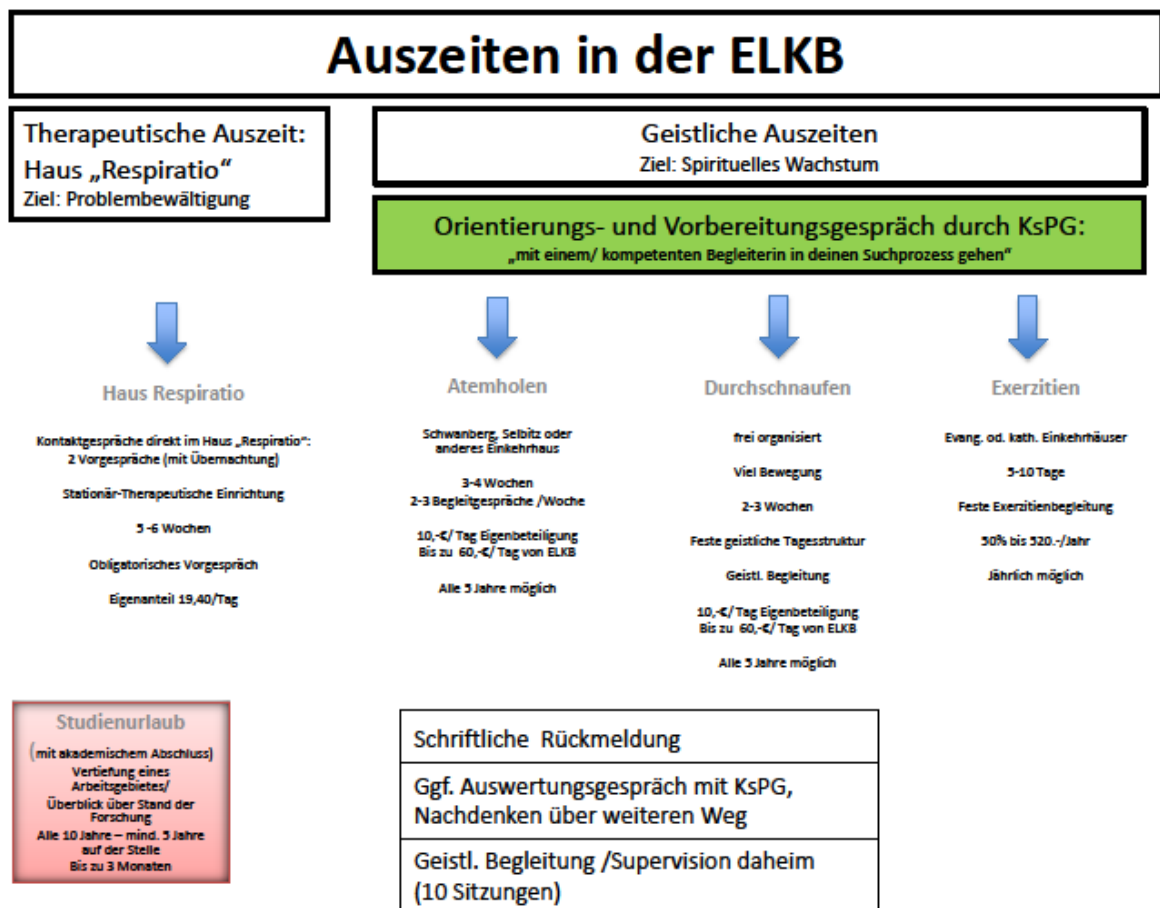 Auszeiten in der ELKB
Therapeutische Auszeit:
Haus „Respiratio“
Ziel: Problembewältigung
Geistliche Auszeiten
Ziel: Spirituelles Wachstum
Orientierungs- und Vorbereitungsgespräch durch KsPG:
„mit einem/ kompetenten Begleiterin in deinen Suchprozess gehen“
Haus Respiratio
Kontaktgespräche direkt im Haus „Respiratio“:
2 Vorgespräche (mit Übernachtung)
Stationär-Therapeutische Einrichtung
5 -6 Wochen
Obligatorisches Vorgespräch
Eigenanteil 19,40/Tag
Atemholen
Schwanberg, Selbitz oder
anderes Einkehrhaus
3-4 Wochen
2-3 Begleitgespräche /Woche
10,-€/ Tag Eigenbeteiligung
Bis zu 60,-€/ Tag von ELKB
Alle 5 Jahre möglich
Durchschnaufen
frei organisiert
Viel Bewegung
2-3 Wochen
Feste geistliche Tagesstruktur
Geistl. Begleitung
10,-€/ Tag Eigenbeteiligung
Bis zu 60,-€/ Tag von ELKB
Alle 5 Jahre möglich
Exerzitien
Evang. od. kath. Einkehrhäuser
5-10 Tage
Feste Exerzitienbegleitung
50% bis 520.-/Jahr
Jährlich möglich
Studienurlaub
(mit akademischem Abschluss)
Vertiefung eines
Arbeitsgebietes/
Überblick über Stand der
Forschung
Alle 10 Jahre – mind. 5 Jahre
auf der Stelle
Bis zu 3 Monaten
Schriftliche Rückmeldung
Ggf. Auswertungsgespräch mit KsPG,
Nachdenken über weiteren Weg
Geistl. Begleitung /Supervision daheim
(10 Sitzungen)